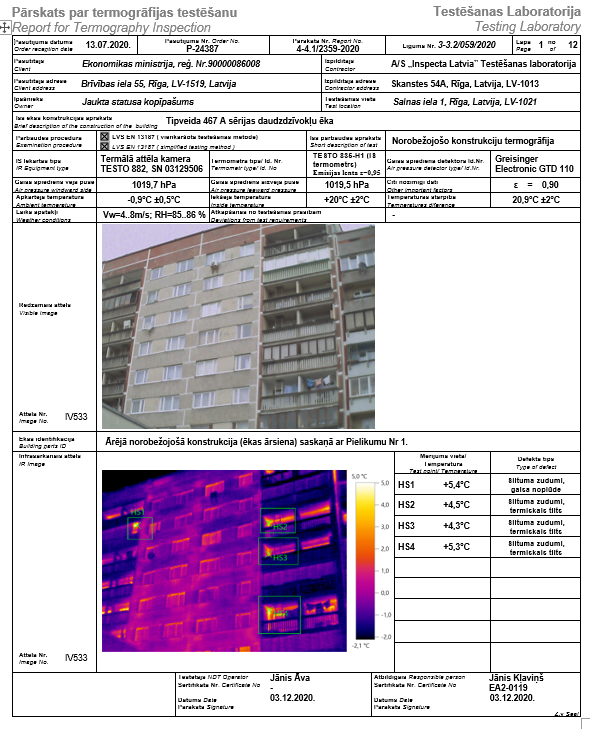 Pārskats par termogrāfijas testēšanu
Testēšanas Laboratorija
Report for Thermography Inspection
Testing Laboratory
Pasūtījuma datums
Order reception date
13.07.2020.
Pasūtījuma Nr. Order No.
P-24387
Pārskata Nr. Report No.
4-4.1/2359-2020
Līguma Nr. 3-3.2/059/2020
Lapa
Page
1
no
of
12
Pasūtītājs
Client
Ekonomikas ministrija, reģ. Nr.90000086008
Izpildītājs
Contractor
A/S „Inspecta Latvia” Testēšanas laboratorija
Pasūtītāja adrese
Client address
Brīvības iela 55, Rīga, LV-1519, Latvija
Izpildītāja adrese
Contractor address
Skanstes 54A, Rīga, LV-1013
Īpašnieks
Owner
Jaukta statusa kopīpašums
Testēšanas vieta
Test location
Salnas iela 1, Rīga, Latvija, LV-1021
Īss ēkas konstrukcijas apraksts
Brief description of the construction of the building
Tipveida 467 A sērijas daudzdzīvokļu ēka
Pārbaudes procedūra
Examination procedure
LVS EN 13187 ( vienkāršota testēšanas metode)
LVS EN 13187 ( simplified testing method )
Īss pārbaudes apraksts
Short description of test
Norobežojošo konstrukciju termogrāfija
IS iekārtas tips
IR Equipment type
Termālā attēla kamera
TESTO 882, SN 03129506
Termometra tips/ Id. Nr.
Termometr type/ Id. No
TESTO 835-H1 (IS
termometrs)
Emisijas lenta ε=0,95
Gaisa spiediena detektora Id.Nr.
Air pressure detector type/ Id.Nr.
Greisinger
Electronic GTD 110
Gaisa spiediens vēja pusē
Air pressure windward side
1019,7 hPa
Gaisa spiediens aizvēja pusē
Air pressure leeward pressure
1019,5 hPa
Citi nozīmīgi dati
Other important factors
ε = 0,90
Apkārtējā temperatūra
Ambient temperature
-0,9°C ±0,5°C
Iekšējā temperatūra
Inside temperature
+20°C ±2°C
Temperatūras starpība
Temperatures diference
20,9°C ±2°C
Laika apstākļi
Weather conditions
Vw=4..8m/s; RH=85..86 %
Atkāpšanās no testēšanas prasībām
Deviations from test requirements
-
Redzamais attēls
Visible Image
Attēla Nr.
Image No.
IV533
Ēkas identifikācija
Building parts ID
Ārējā norobežojošā konstrukcija (ēkas ārsiena) saskaņā ar Pielikumu Nr 1.
Infrasarkanais attēls
IR Image
Mērījuma vieta/
Temperatūra
Test point/ Temperature
Defekta tips
Type of defect
HS1
+5,4°C
Siltuma zudumi,
gaisa noplūde
HS2
+4,5°C
Siltuma zudumi,
termiskais tilts
HS3
+4,3°C
Siltuma zudumi,
termiskais tilts
HS4
+5,3°C
Siltuma zudumi,
termiskais tilts
HS1
HS2
HS3
5,0 °C
5,0
4,0
3,0
2,0
1,0
0,0
-1,0
-2,0
-2,1 °C
Attēla Nr.
Image No.
IV533
Testētājs NDT Operator
Sertifikāta Nr. Certificate No
Jānis Āva
-
Datums Date
03.12.2020.
Paraksts Signature
Atbildīgais Responsible person
Sertifikāta Nr. Certificate No
Jānis Kļaviņš
EA2-0119
Datums Date
03.12.2020.
Paraksts Signature